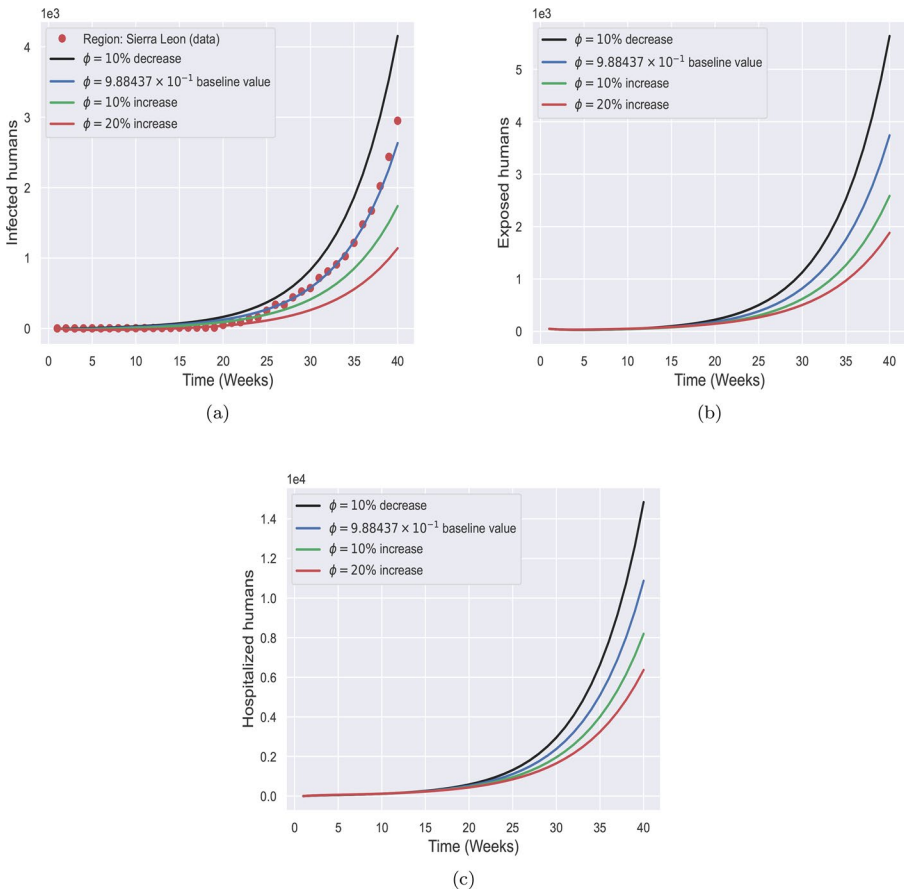 1e3
Region: Sierra Leon (data)
ϕ = 10% decrease
ϕ = 9.88437 × 10⁻¹ baseline value
ϕ = 10% increase
ϕ = 20% increase
4
3
2
1
0
Infected humans
0 5 10 15 20 25 30 35 40
Time (Weeks)
(a)
1e3
ϕ = 10% decrease
ϕ = 9.88437 × 10⁻¹ baseline value
ϕ = 10% increase
ϕ = 20% increase
5
4
3
2
1
0
Exposed humans
0 5 10 15 20 25 30 35 40
Time (Weeks)
(b)
1e4
ϕ = 10% decrease
ϕ = 9.88437 × 10⁻¹ baseline value
ϕ = 10% increase
ϕ = 20% increase
1.4
1.2
1.0
0.8
0.6
0.4
0.2
0.0
Hospitalized humans
0 5 10 15 20 25 30 35 40
Time (Weeks)
(c)